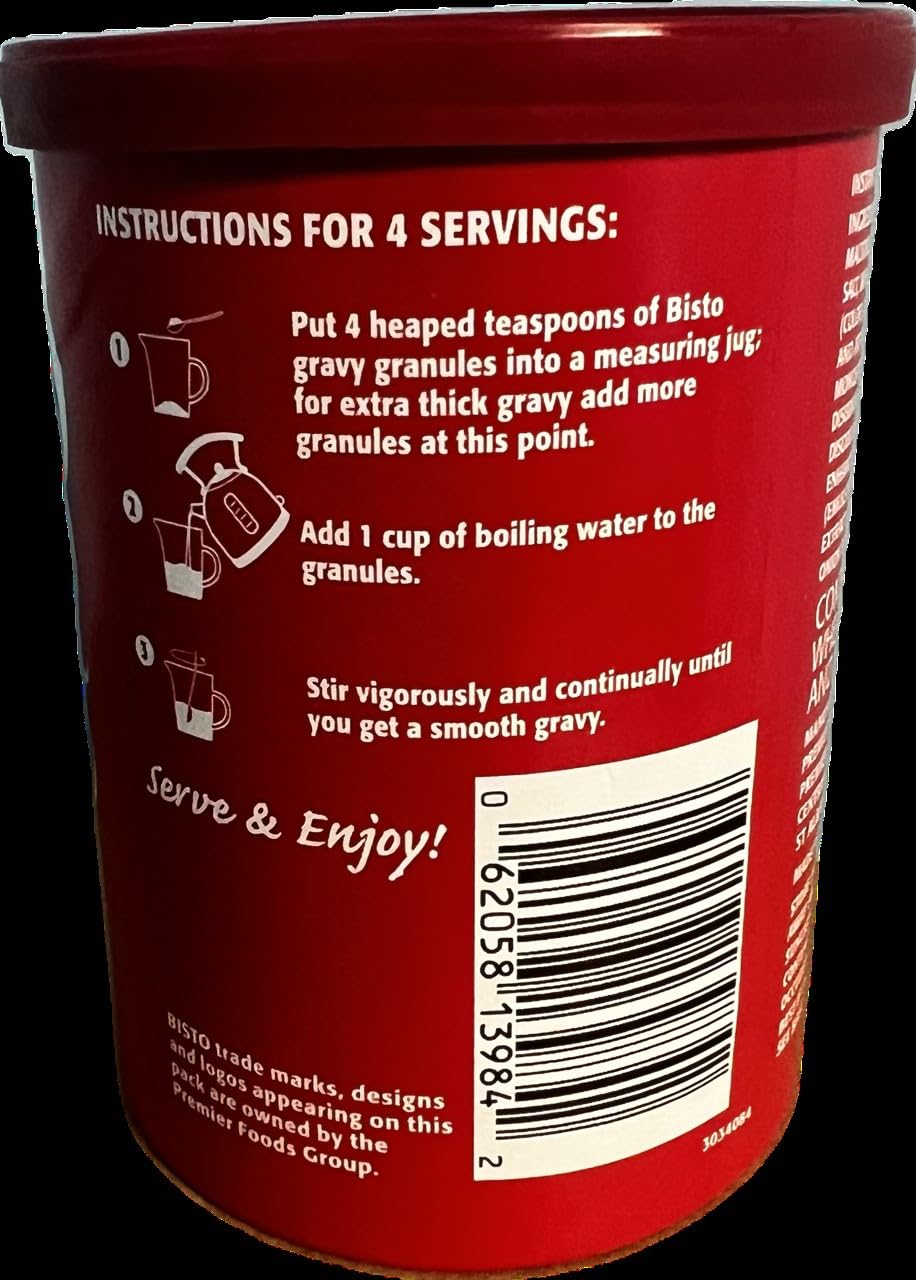 INSTRUCTIONS FOR 4 SERVINGS:
1
Put 4 heaped teaspoons of Bisto
gravy granules into a measuring jug;
for extra thick gravy add more
granules at this point.
2
Add 1 cup of boiling water to the
granules.
3
Stir vigorously and continually until
you get a smooth gravy.
Serve & Enjoy!
0 62058 13984 2
BISTO trade marks, designs
and logos appearing on this
pack are owned by the
Premier Foods Group.
3034084